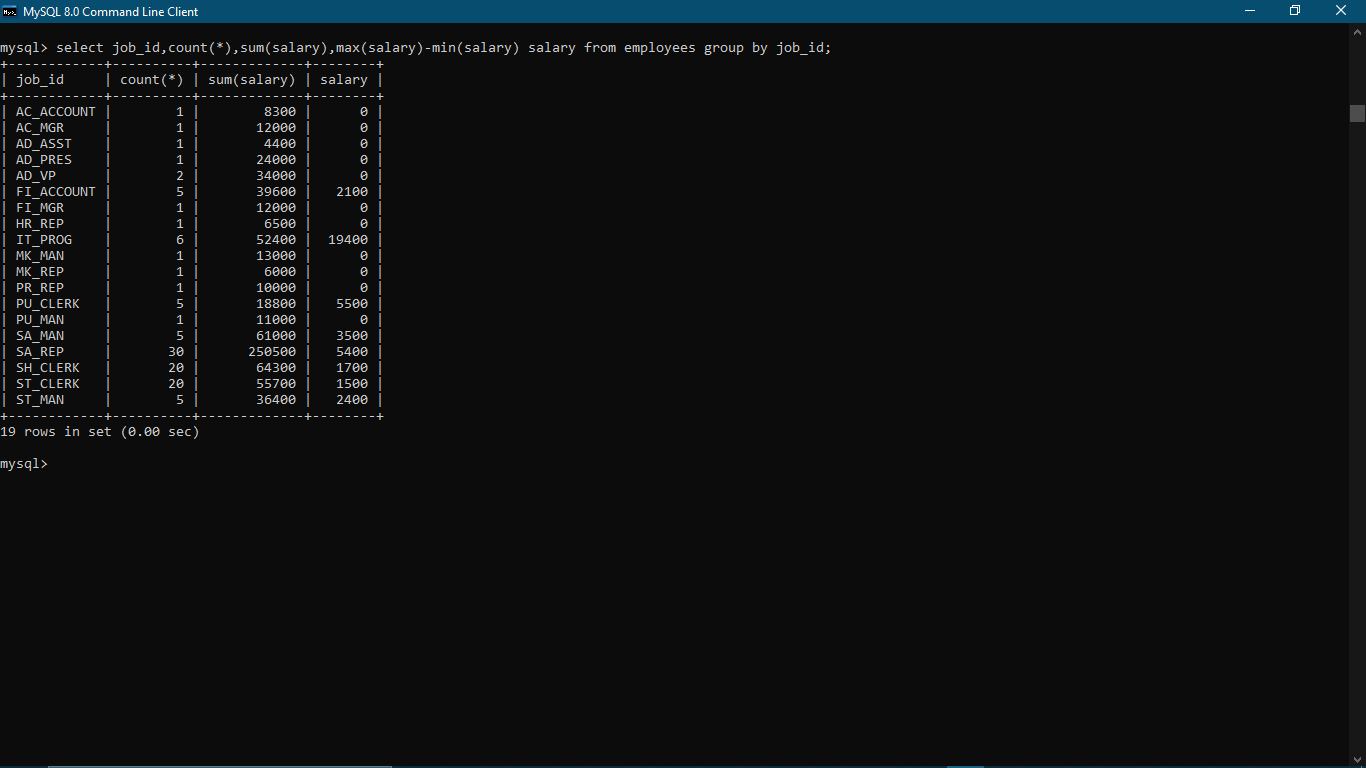 MySQL 8.0 Command Line Client
mysql> select job_id,count(*),sum(salary),max(salary)-min(salary) salary from employees group by job_id;
+------------+----------+-------------+--------+
| job_id     | count(*) | sum(salary) | salary |
+------------+----------+-------------+--------+
| AC_ACCOUNT |        1 |        8300 |      0 |
| AC_MGR     |        1 |       12000 |      0 |
| AD_ASST    |        1 |        4400 |      0 |
| AD_PRES    |        1 |       24000 |      0 |
| AD_VP      |        2 |       34000 |      0 |
| FI_ACCOUNT |        5 |       39600 |   2100 |
| FI_MGR     |        1 |       12000 |      0 |
| HR_REP     |        1 |        6500 |      0 |
| IT_PROG    |        6 |       52400 |  19400 |
| MK_MAN     |        1 |       13000 |      0 |
| MK_REP     |        1 |        6000 |      0 |
| PR_REP     |        1 |       10000 |      0 |
| PU_CLERK   |        5 |       18800 |   5500 |
| PU_MAN     |        1 |       11000 |      0 |
| SA_MAN     |        5 |       61000 |   3500 |
| SA_REP     |       30 |      250500 |   5400 |
| SH_CLERK   |       20 |       64300 |   1700 |
| ST_CLERK   |       20 |       55700 |   1500 |
| ST_MAN     |        5 |       36400 |   2400 |
+------------+----------+-------------+--------+
19 rows in set (0.00 sec)
mysql>